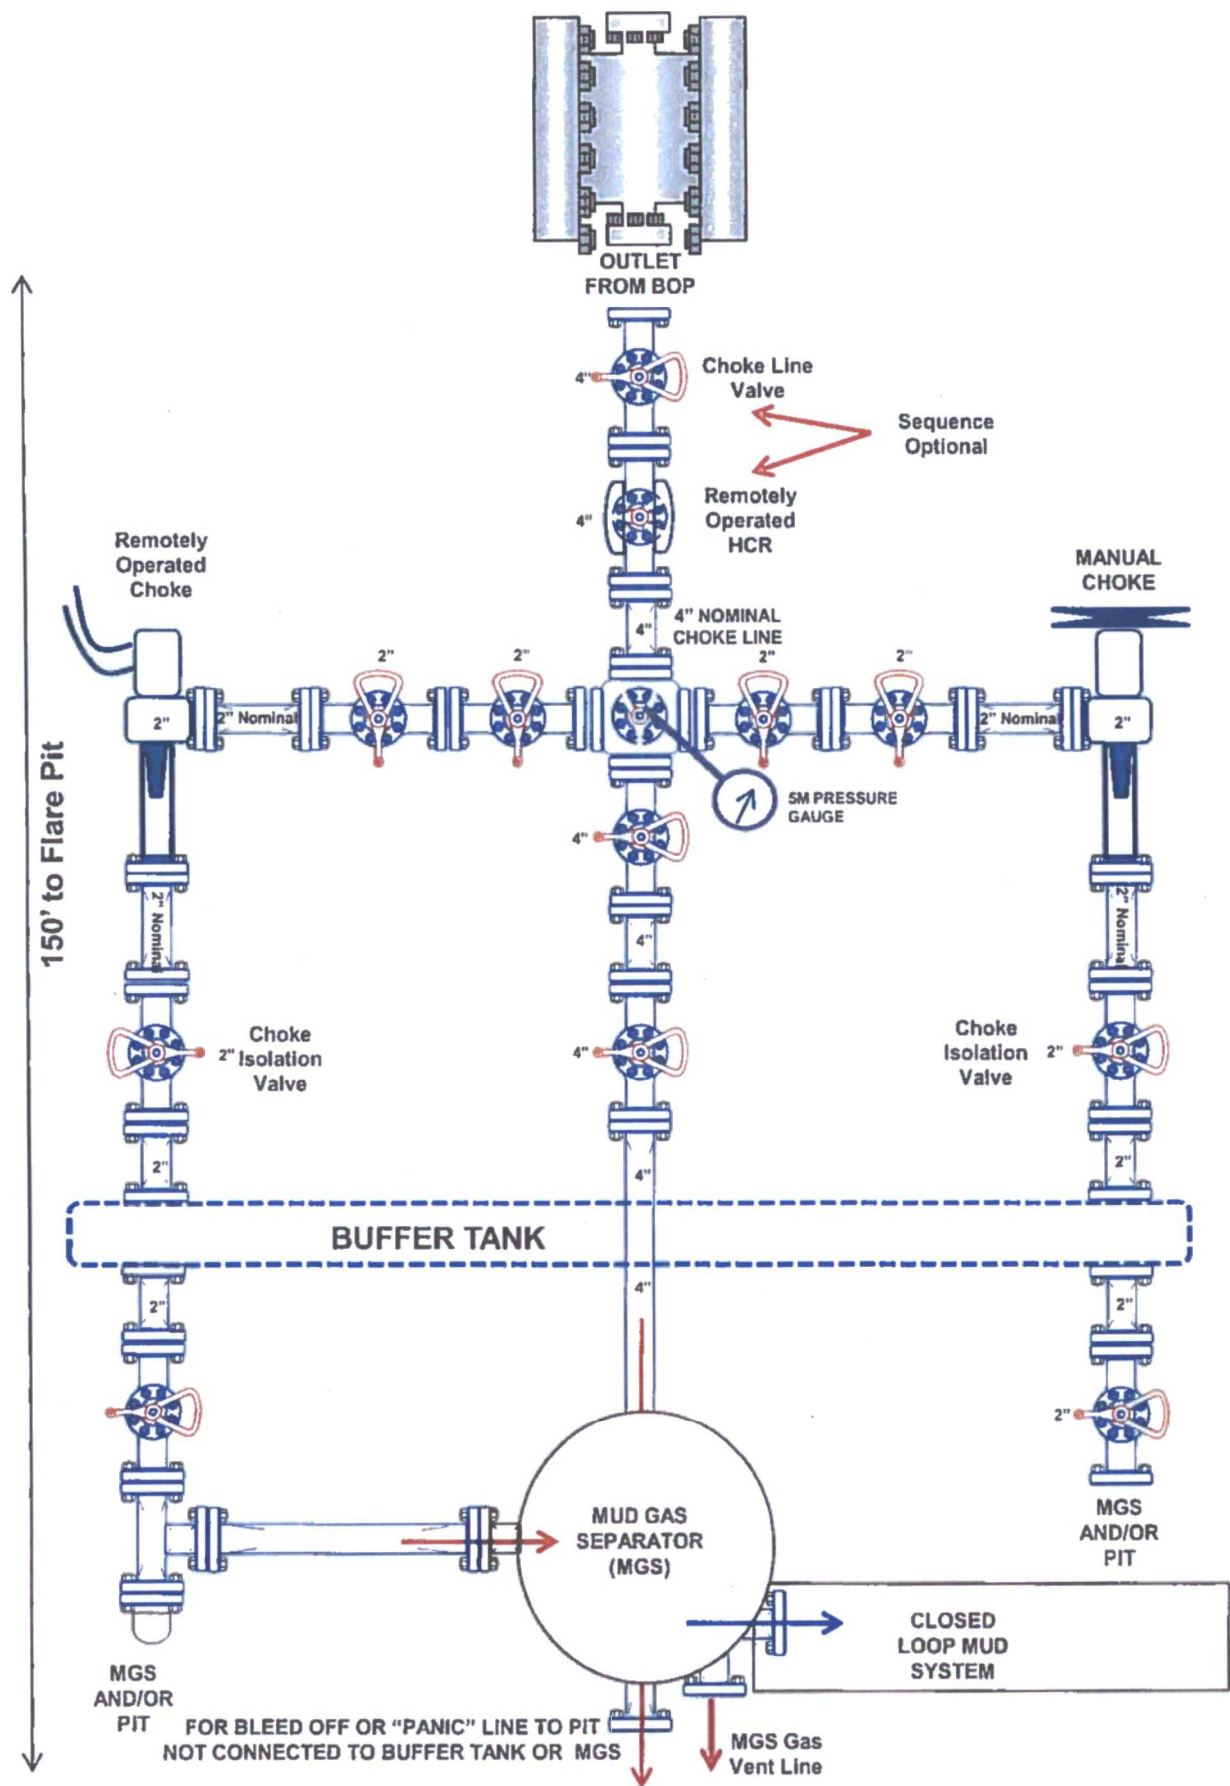 OUTLET
FROM BOP
4"
Choke Line
Valve
Sequence
Optional
4"
Remotely
Operated
HCR
Remotely
Operated
Choke
MANUAL
CHOKE
4"
4" NOMINAL
CHOKE LINE
2"
2"
2"
2"
2"
2" Nominal
2" Nominal
2"
5M PRESSURE
GAUGE
4"
150' to Flare Pit
2" Nominal
4"
2" Nominal
2"
Choke
Isolation
Valve
4"
Choke
Isolation
Valve
2"
2"
4"
2"
BUFFER TANK
2"
4"
2"
2"
MUD GAS
SEPARATOR
(MGS)
MGS
AND/OR
PIT
CLOSED
LOOP MUD
SYSTEM
MGS
AND/OR
PIT
FOR BLEED OFF OR "PANIC" LINE TO PIT
NOT CONNECTED TO BUFFER TANK OR MGS
MGS Gas
Vent Line